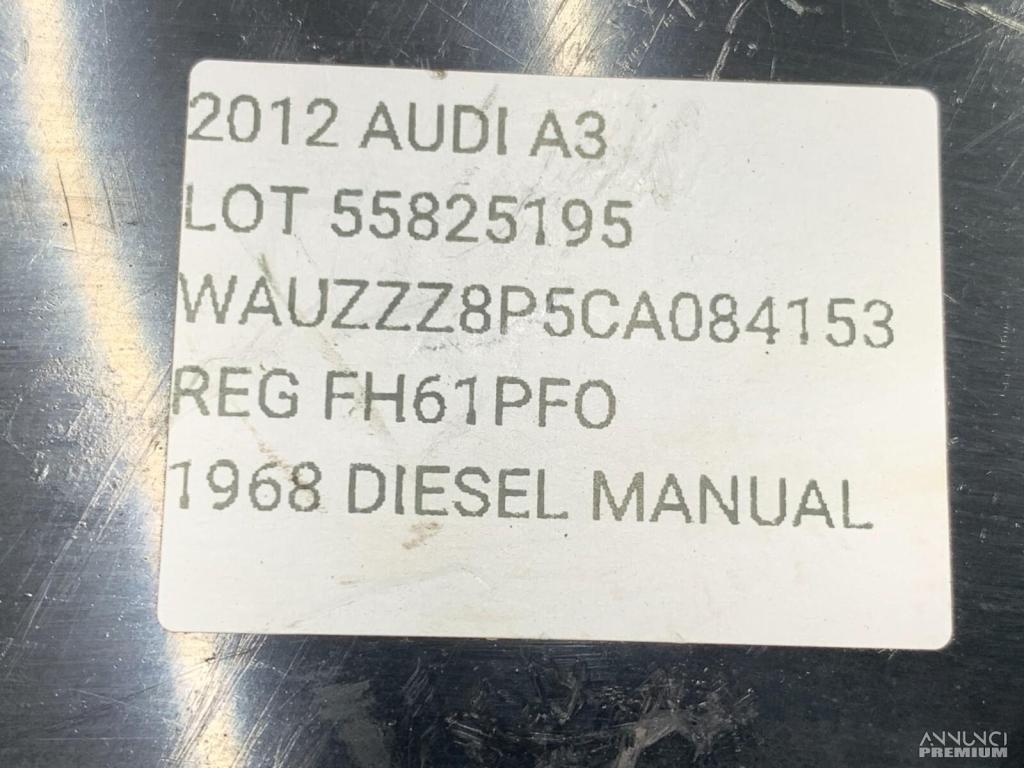 2012 AUDI A3
LOT 55825195
WAUZZZ8P5CA084153
REG FH61PFO
1968 DIESEL MANUAL
ANNUNCI
PREMIUM